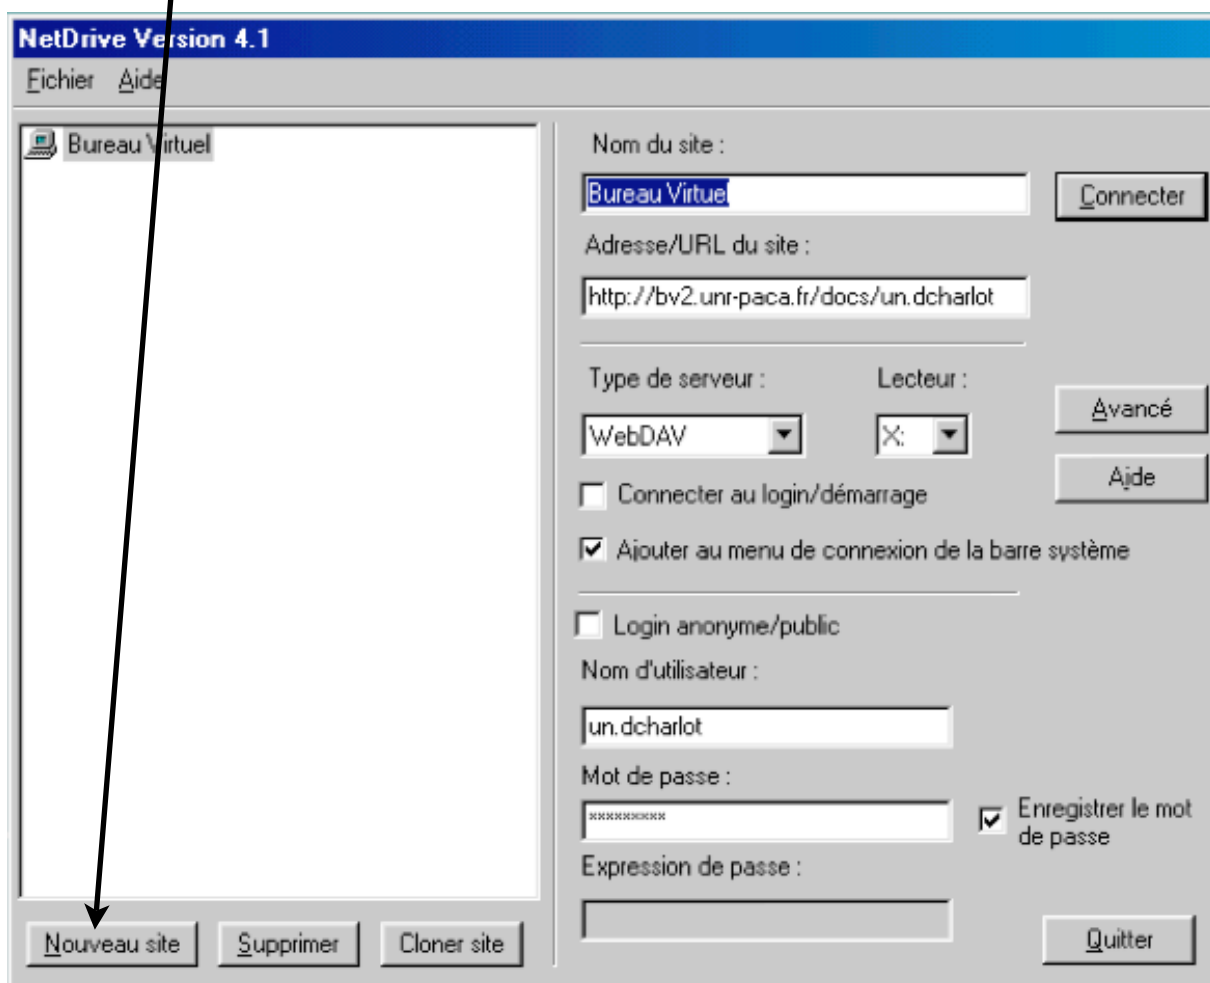 NetDrive Version 4.1
Fichier Aide
Bureau Virtuel
Nom du site :
Bureau Virtuel
Connecter
Adresse/URL du site :
http://bv2.unr-paca.fr/docs/un.dcharlot
Type de serveur :
Lecteur :
Avancé
WebDAV
X:
Aide
Connecter au login/démarrage
Ajouter au menu de connexion de la barre système
Login anonyme/public
Nom d'utilisateur :
un.dcharlot
Mot de passe :
*********
Enregistrer le mot
de passe
Expression de passe :
Nouveau site
Supprimer
Cloner site
Quitter